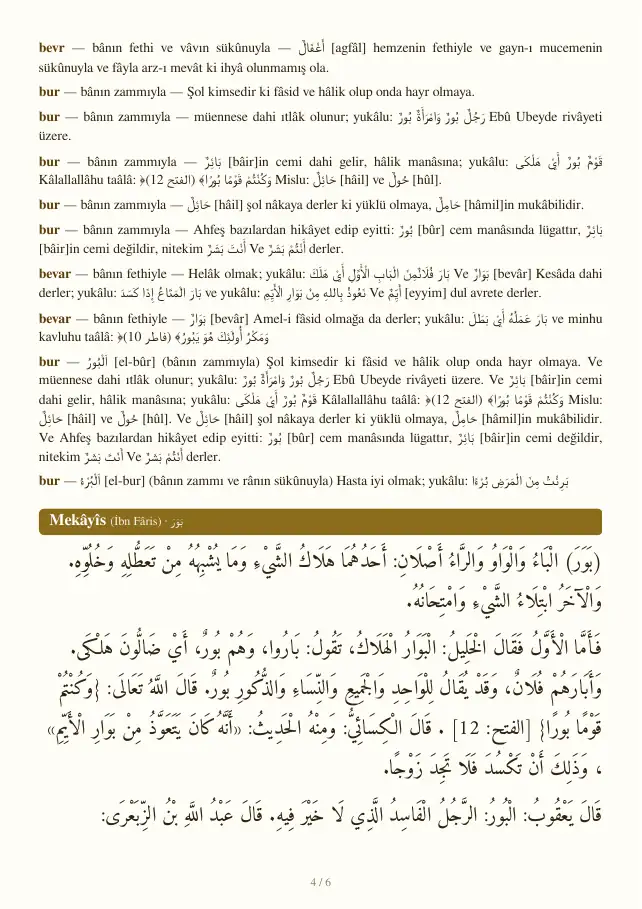 bevr — bânın fethi ve vâvın sükûnuyla — أَغْفَالٌ [agfâl] hemzenin fethiyle ve gayn-ı mucemenin
sükûnuyla ve fâyla arz-ı mevât ki ihyâ olunmamış ola.
bur — bânın zammıyla — Şol kimsedir ki fâsid ve hâlik olup onda hayr olmaya.
bur — bânın zammıyla — müennese dahi ıtlâk olunur; yukâlu: رَجُلٌ بُورٌ وَامْرَأَةٌ بُورٌ Ebû Ubeyde rivâyeti
üzere.
bur — bânın zammıyla — بَائِرٌ [bâir]in cemi dahi gelir, hâlik manâsına; yukâlu: قَوْمٌ بُورٌ أَيْ هَلْكَى
Kâlallallâhu taâlâ: ﴿وَكُنْتُمْ قَوْمًا بُورًا﴾ (الفتح 12) Mislu: حَائِلٌ [hâil] ve حُولٌ [hûl].
bur — bânın zammıyla — حَائِلٌ [hâil] şol nâkaya derler ki yüklü olmaya, حَامِلٌ [hâmil]in mukâbilidir.
bur — bânın zammıyla — Ahfeş bazılardan hikâyet edip eyitti: بُورٌ [bûr] cem manâsında lügattır, بَائِرٌ
[bâir]in cemi değildir, nitekim أَنْتَ بَشَرٌ Ve أَنْتُمْ بَشَرٌ derler.
bevar — bânın fethiyle — Helâk olmak; yukâlu: بَارَ فُلَانٌمِنَ الْبَابِ الْأَوَّلِ أَيْ هَلَكَ Ve بَوَارٌ [bevâr] Kesâda dahi
derler; yukâlu: بَارَ الْمَتَاعُ إِذَا كَسَدَ ve yukâlu: نَعُوذُ بِاللهِ مِنْ بَوَارِ الْأَيِّمِ Ve أَيِّمٌ [eyyim] dul avrete derler.
bevar — bânın fethiyle — بَوَارٌ [bevâr] Amel-i fâsid olmağa da derler; yukâlu: بَارَ عَمَلُهُ أَيْ بَطَلَ ve minhu
kavluhu taâlâ: ﴿وَمَكْرُ أُولَئِكَ هُوَ يَبُورُ﴾ (فاطر 10)
bur — اَلْبُورُ [el-bûr] (bânın zammıyla) Şol kimsedir ki fâsid ve hâlik olup onda hayr olmaya. Ve
müennese dahi ıtlâk olunur; yukâlu: رَجُلٌ بُورٌ وَامْرَأَةٌ بُورٌ Ebû Ubeyde rivâyeti üzere. Ve بَائِرٌ [bâir]in cemi
dahi gelir, hâlik manâsına; yukâlu: قَوْمٌ بُورٌ أَيْ هَلْكَى Kâlallallâhu taâlâ: ﴿وَكُنْتُمْ قَوْمًا بُورًا﴾ (الفتح 12) Mislu:
حَائِلٌ [hâil] ve حُولٌ [hûl]. Ve حَائِلٌ [hâil] şol nâkaya derler ki yüklü olmaya, حَامِلٌ [hâmil]in mukâbilidir.
Ve Ahfeş bazılardan hikâyet edip eyitti: بُورٌ [bûr] cem manâsında lügattır, بَائِرٌ [bâir]in cemi değildir,
nitekim أَنْتَ بَشَرٌ Ve أَنْتُمْ بَشَرٌ derler.
bur — اَلْبُرْءُ [el-bur] (bânın zammı ve rânın sükûnuyla) Hasta iyi olmak; yukâlu: بَرِئْتُ مِنَ الْمَرَضِ بُرْءًا
Mekâyîs (İbn Fâris) · بَوَرَ
(بَوَرَ) الْبَاءُ وَالْوَاوُ وَالرَّاءُ أَصْلَانِ: أَحَدُهُمَا هَلَاكُ الشَّيْءِ وَمَا يُشْبِهُهُ مِنْ تَعَطُّلِهِ وَخُلُوِّهِ.
وَالْآخَرُ ابْتِلَاءُ الشَّيْءِ وَامْتِحَانُهُ.
فَأَمَّا الْأَوَّلُ فَقَالَ الْخَلِيلُ: الْبَوَارُ الْهَلَاكُ، تَقُولُ: بَارُوا، وَهُمْ بُورٌ، أَيْ ضَالُّونَ هَلْكَى.
وَأَبَارَهُمْ فُلَانٌ، وَقَدْ يُقَالُ لِلْوَاحِدِ وَالْجَمِيعِ وَالنِّسَاءِ وَالذُّكُورِ بُورٌ. قَالَ اللَّهُ تَعَالَى: {وَكُنْتُمْ
قَوْمًا بُورًا} [الفتح: 12] . قَالَ الْكِسَائِيُّ: وَمِنْهُ الْحَدِيثُ: «أَنَّهُ كَانَ يَتَعَوَّذُ مِنْ بَوَارِ الْأَيِّمِ»
، وَذَلِكَ أَنْ تَكْسُدَ فَلَا تَجِدَ زَوْجًا.
قَالَ يَعْقُوبُ: الْبُورُ: الرَّجُلُ الْفَاسِدُ الَّذِي لَا خَيْرَ فِيهِ. قَالَ عَبْدُ اللَّهِ بْنُ الزِّبَعْرَى:
4 / 6